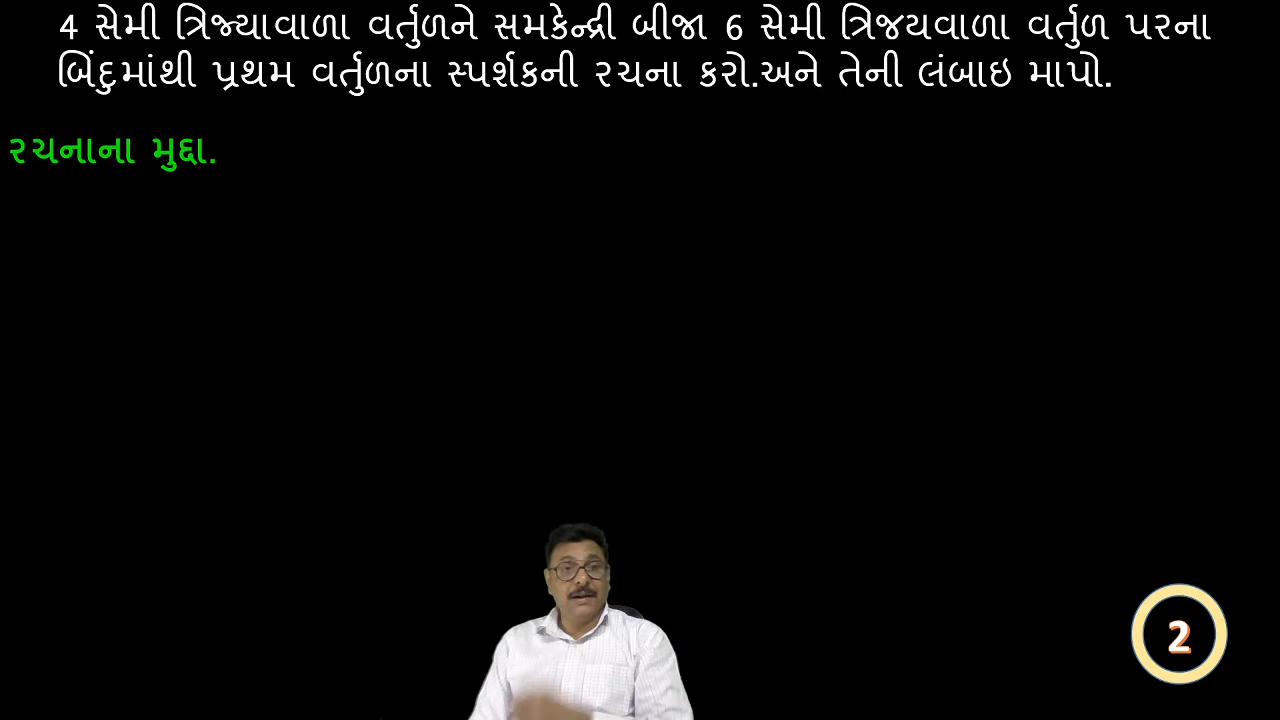 4 સેમી ત્રિજ્યાવાળા વર્તુળને સમકેન્દ્રી બીજા 6 સેમી ત્રિજયવાળા વર્તુળ પરના
બિંદુમાંથી પ્રથમ વર્તુળના સ્પર્શકની રચના કરો.અને તેની લંબાઇ માપો.
રચનાના મુદ્દા.
2